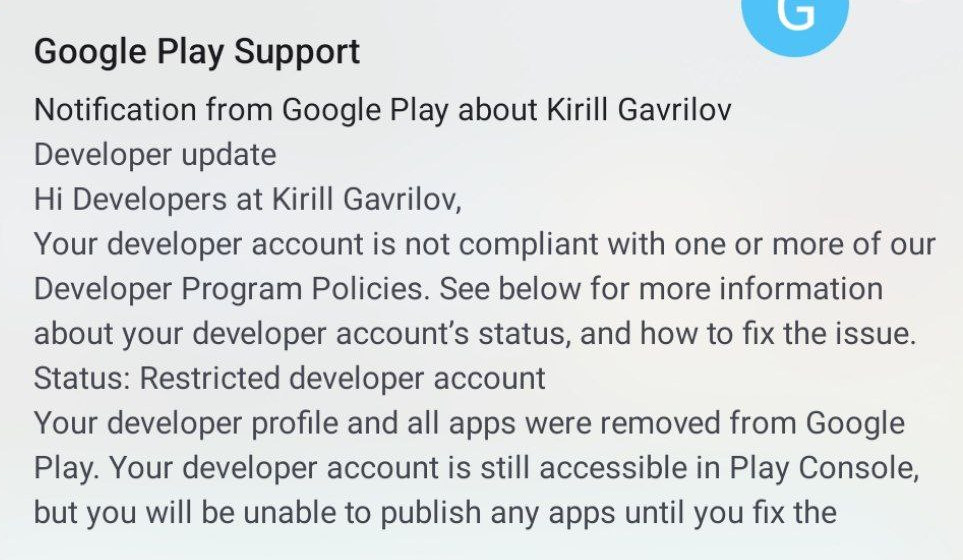 G
Google Play Support
Notification from Google Play about Kirill Gavrilov
Developer update
Hi Developers at Kirill Gavrilov,
Your developer account is not compliant with one or more of our
Developer Program Policies. See below for more information
about your developer account's status, and how to fix the issue.
Status: Restricted developer account
Your developer profile and all apps were removed from Google
Play. Your developer account is still accessible in Play Console,
but you will be unable to publish any apps until you fix the